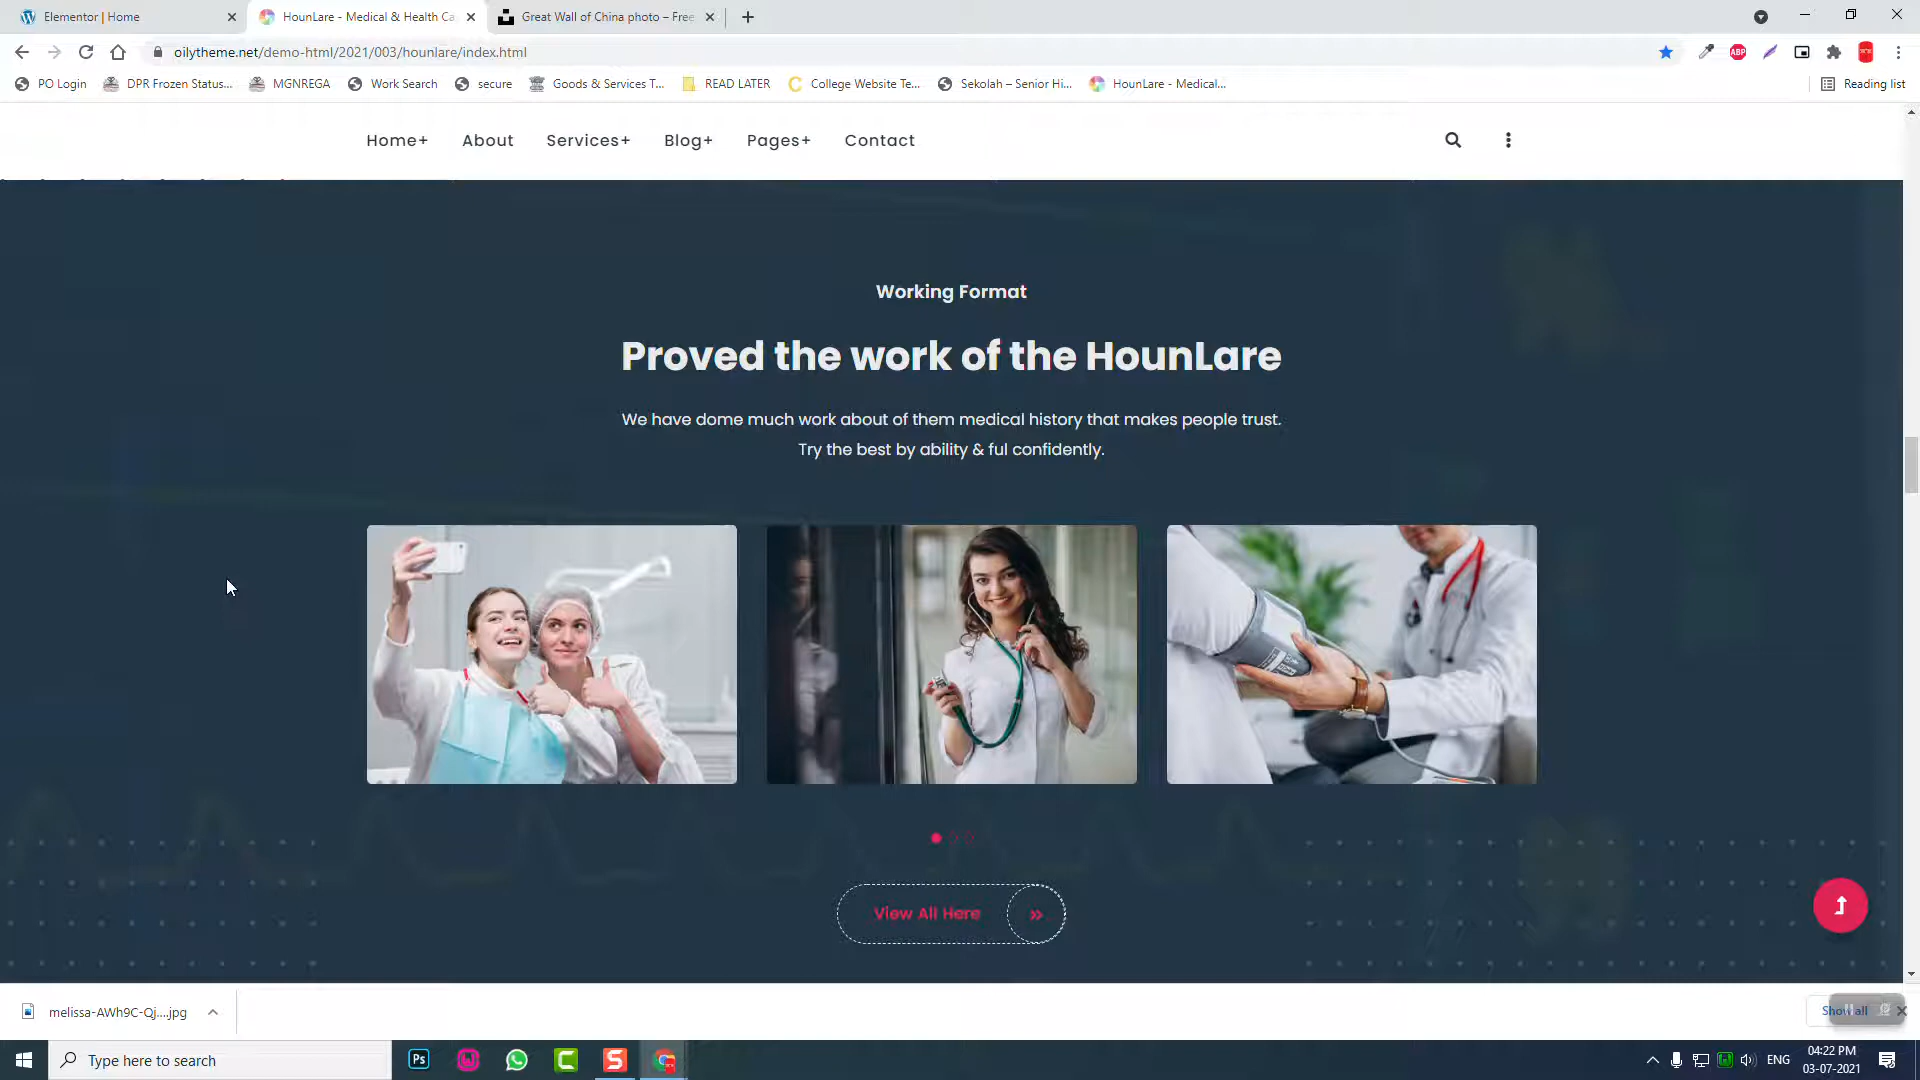 Elementor | Home
HounLare - Medical & Health Ca
Great Wall of China photo – Free
oilytheme.net/demo-html/2021/003/hounlare/index.html
PO Login
DPR Frozen Status...
MGNREGA
Work Search
secure
Goods & Services T...
READ LATER
College Website Te...
Sekolah – Senior Hi...
HounLare - Medical...
Reading list
Home+
About
Services+
Blog+
Pages+
Contact
Working Format
Proved the work of the HounLare
We have dome much work about of them medical history that makes people trust.
Try the best by ability & ful confidently.
View All Here
melissa-AWh9C-Qj....jpg
Show all
Type here to search
ENG
04:22 PM
03-07-2021
ABP
Ps